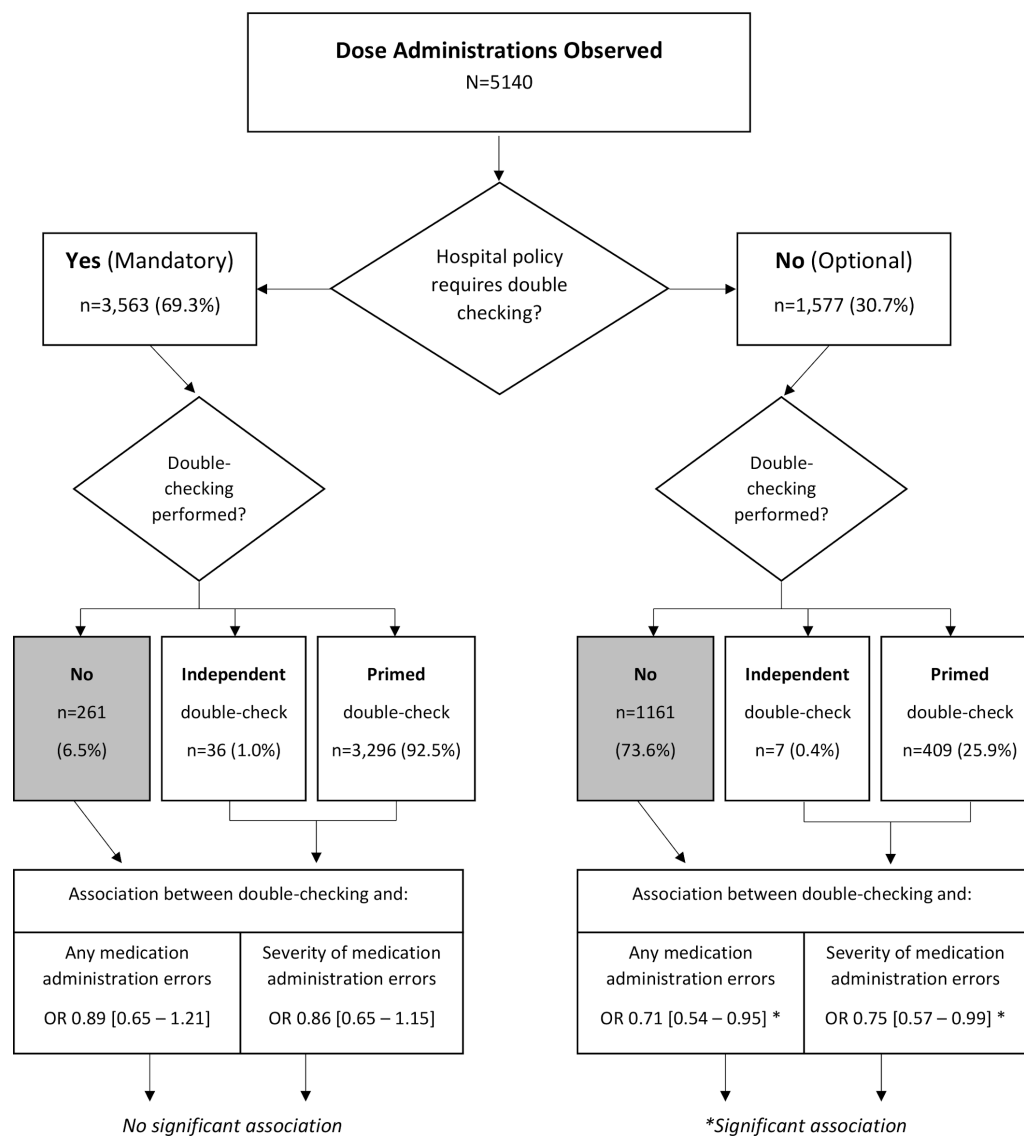 Dose Administrations Observed
N=5140
Hospital policy
requires double
checking?
Yes (Mandatory)
n=3,563 (69.3%)
No (Optional)
n=1,577 (30.7%)
Double-
checking
performed?
Double-
checking
performed?
No
n=261
(6.5%)
Independent
double-check
n=36 (1.0%)
Primed
double-check
n=3,296 (92.5%)
No
n=1161
(73.6%)
Independent
double-check
n=7 (0.4%)
Primed
double-check
n=409 (25.9%)
Association between double-checking and:
Any medication
administration errors
OR 0.89 [0.65 – 1.21]
Severity of medication
administration errors
OR 0.86 [0.65 – 1.15]
Association between double-checking and:
Any medication
administration errors
OR 0.71 [0.54 – 0.95] *
Severity of medication
administration errors
OR 0.75 [0.57 – 0.99] *
No significant association
*Significant association